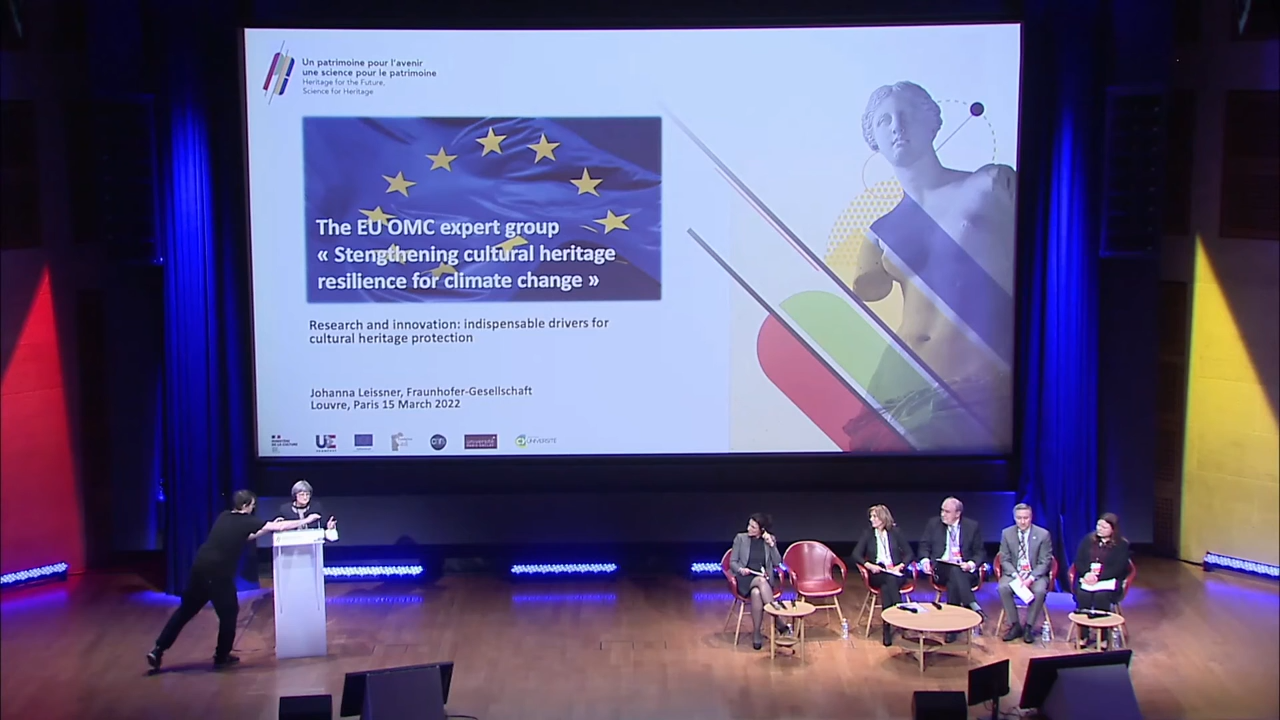 Un patrimoine pour l'avenir
une science pour le patrimoine
Heritage for the Future,
Science for Heritage
The EU OMC expert group
« Stengthening cultural heritage
resilience for climate change »
Research and innovation: indispensable drivers for
cultural heritage protection
Johanna Leissner, Fraunhofer-Gesellschaft
Louvre, Paris 15 March 2022